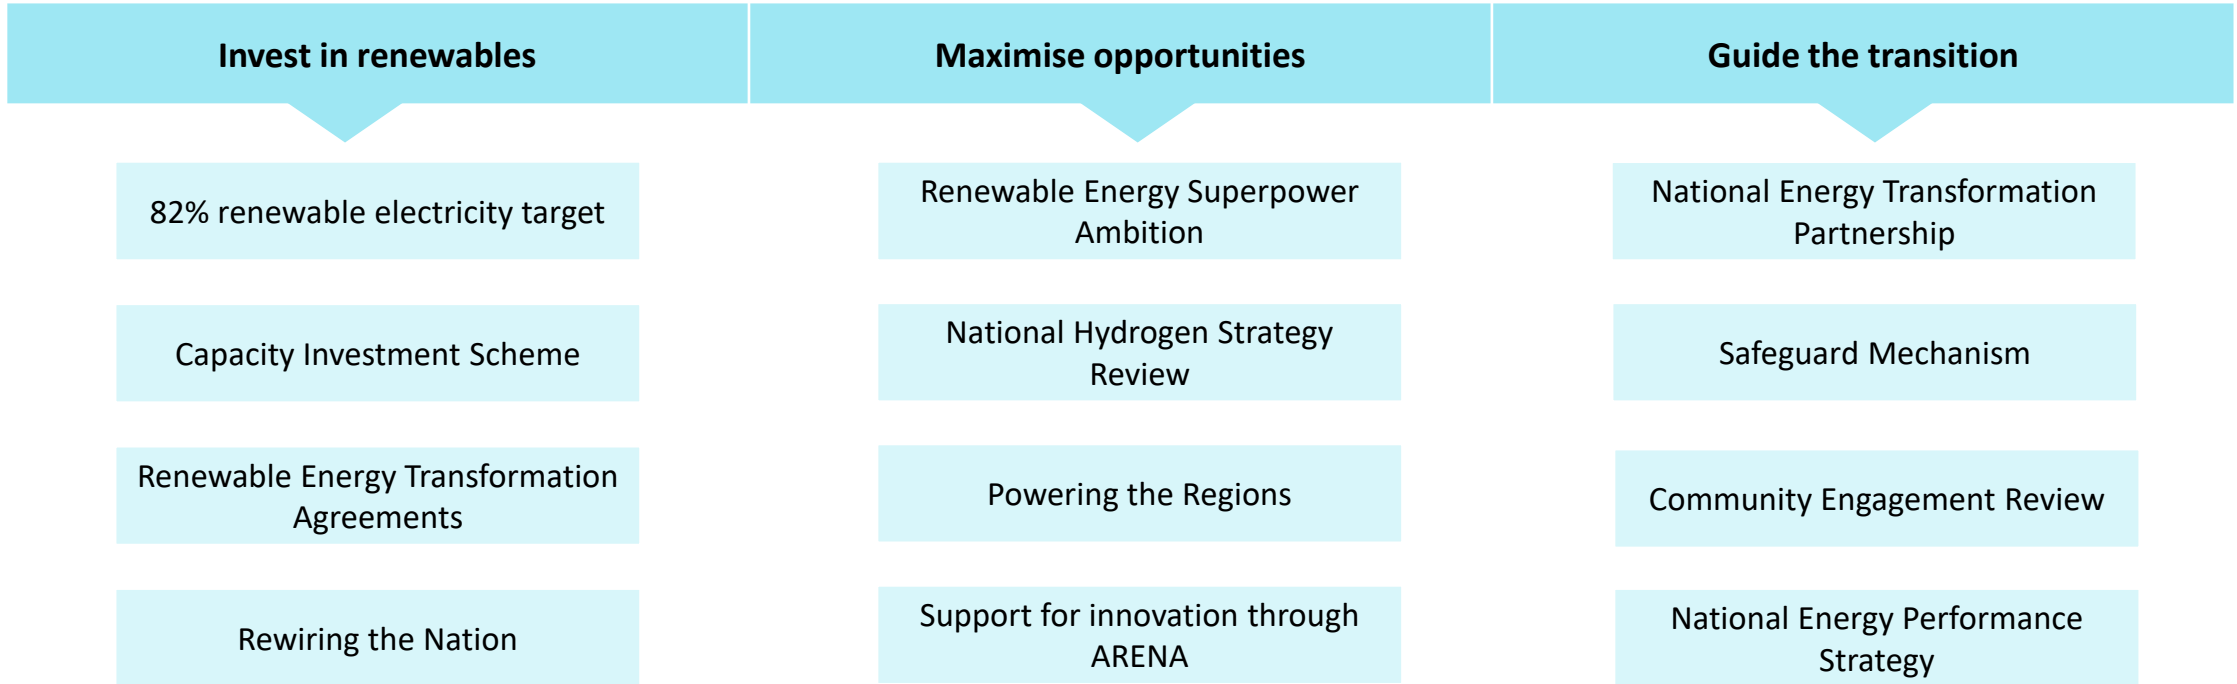 Invest in renewables
82% renewable electricity target
Capacity Investment Scheme
Renewable Energy Transformation
Agreements
Rewiring the Nation
Maximise opportunities
Renewable Energy Superpower
Ambition
National Hydrogen Strategy
Review
Powering the Regions
Support for innovation through
ARENA
Guide the transition
National Energy Transformation
Partnership
Safeguard Mechanism
Community Engagement Review
National Energy Performance
Strategy